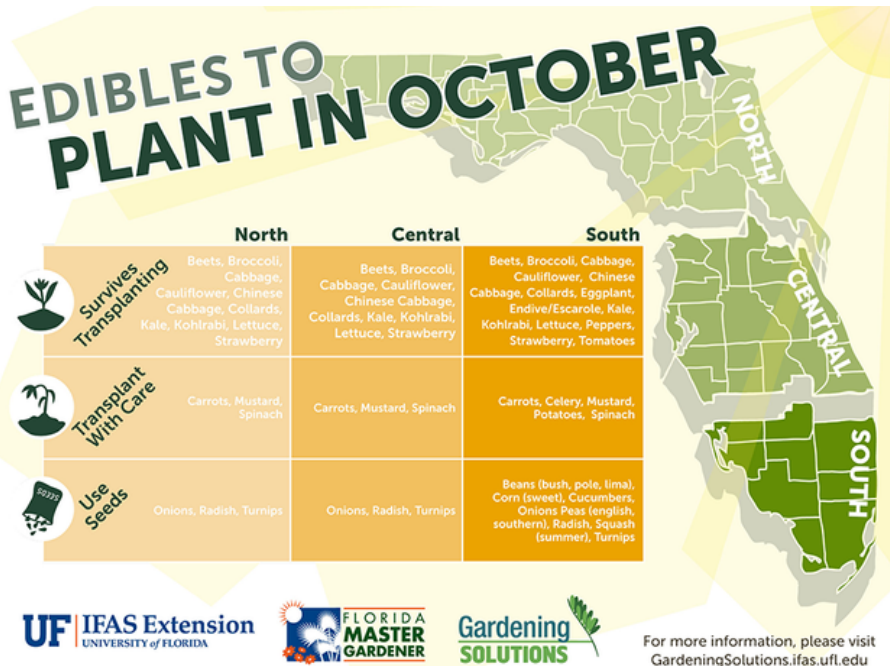 EDIBLES TO
PLANT IN OCTOBER
NORTH
CENTRAL
SOUTH
North
Central
South
Survives
Transplanting
Beets, Broccoli,
Cabbage,
Cauliflower, Chinese
Cabbage, Collards,
Kale, Kohlrabi, Lettuce,
Strawberry
Beets, Broccoli,
Cabbage, Cauliflower,
Chinese Cabbage,
Collards, Kale, Kohlrabi,
Lettuce, Strawberry
Beets, Broccoli, Cabbage,
Cauliflower, Chinese
Cabbage, Collards, Eggplant,
Endive/Escarole, Kale,
Kohlrabi, Lettuce, Peppers,
Strawberry, Tomatoes
Transplant
With Care
Carrots, Mustard,
Spinach
Carrots, Mustard, Spinach
Carrots, Celery, Mustard,
Potatoes, Spinach
SEEDS
Use
Seeds
Onions, Radish, Turnips
Onions, Radish, Turnips
Beans (bush, pole, lima),
Corn (sweet), Cucumbers,
Onions Peas (english,
southern), Radish, Squash
(summer), Turnips
UF IFAS Extension
UNIVERSITY of FLORIDA
FLORIDA
MASTER
GARDENER
Gardening
SOLUTIONS
For more information, please visit
GardeningSolutions.ifas.ufl.edu